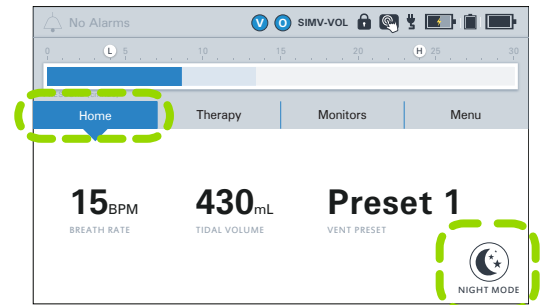 No Alarms V O SIMV-VOL
0 L 5 10 15 20 H 25 30
Home Therapy Monitors Menu
15BPM 430mL Preset 1
BREATH RATE TIDAL VOLUME VENT PRESET
NIGHT MODE